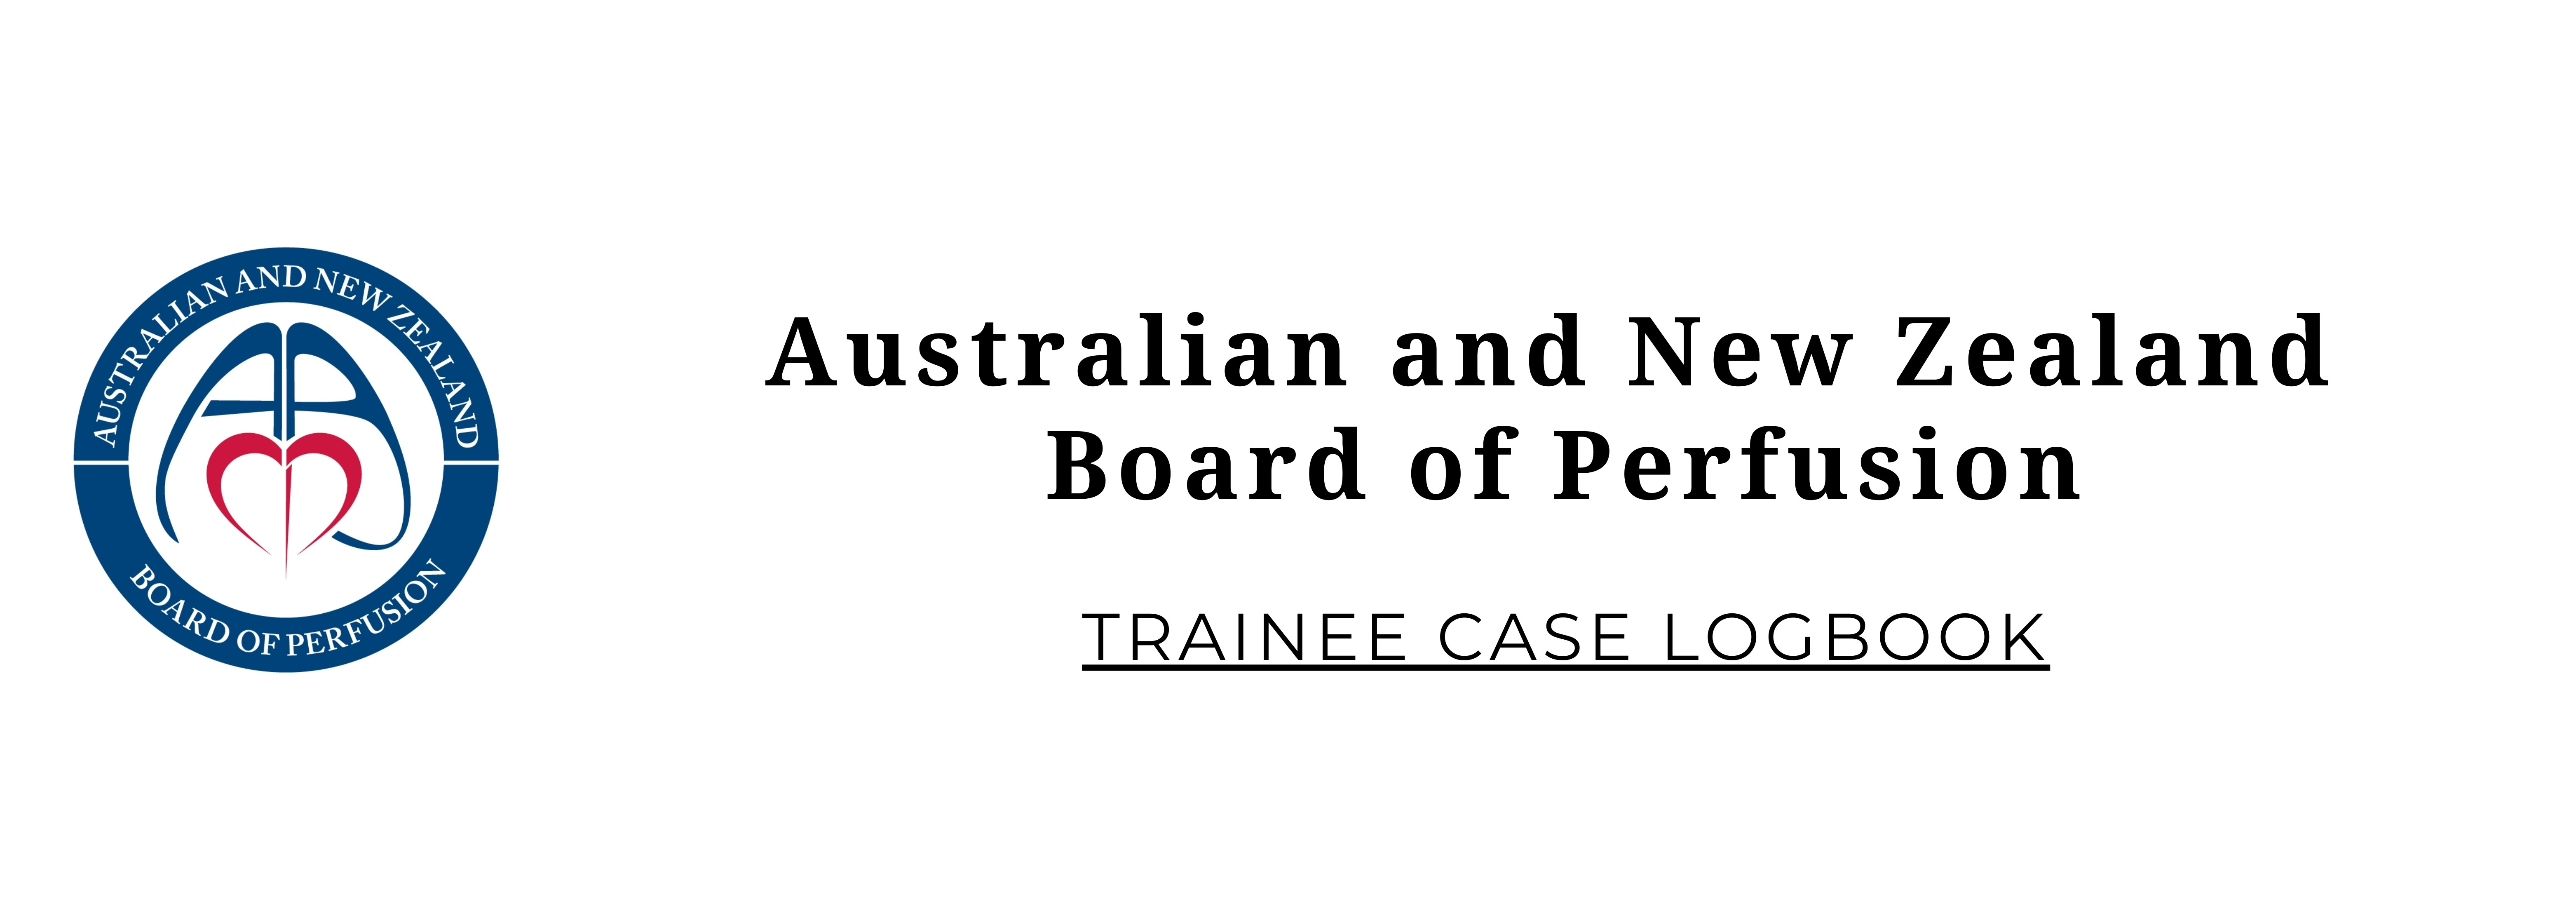 AUSTRALIAN AND NEW ZEALAND
BOARD OF PERFUSION
Australian and New Zealand
Board of Perfusion
TRAINEE CASE LOGBOOK